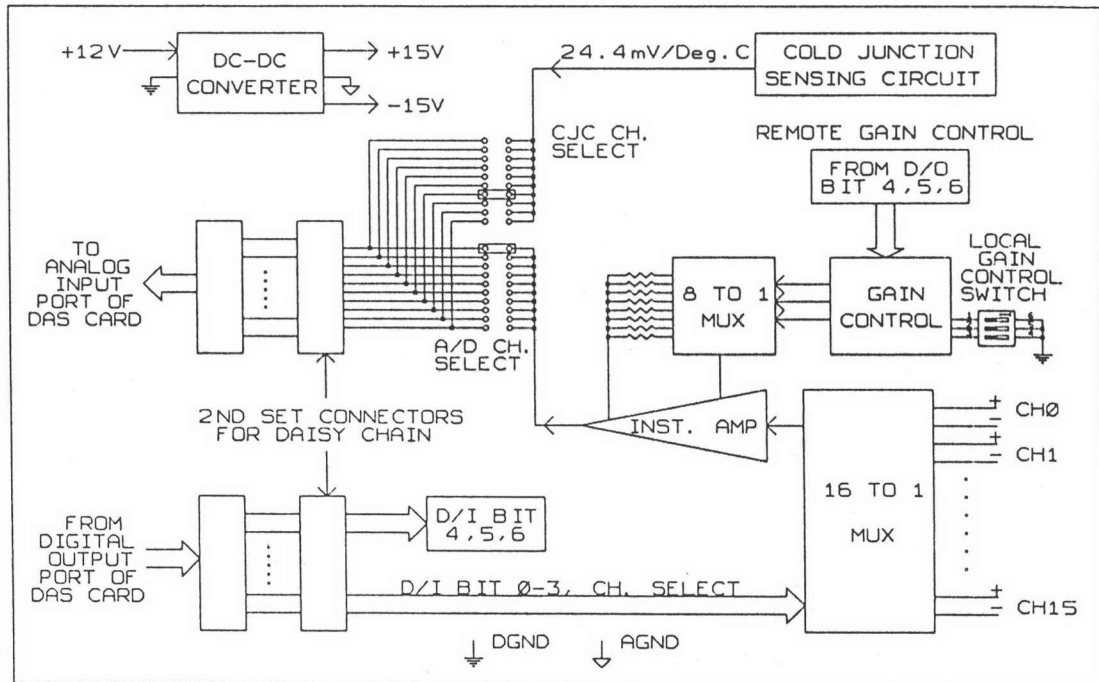 +12V
DC-DC
CONVERTER
+15V
-15V
24.4mV/Deg.C
COLD JUNCTION
SENSING CIRCUIT
CJC CH.
SELECT
REMOTE GAIN CONTROL
FROM D/O
BIT 4,5,6
TO
ANALOG
INPUT
PORT OF
DAS CARD
8 TO 1
MUX
GAIN
CONTROL
LOCAL
GAIN
CONTROL
SWITCH
A/D CH.
SELECT
2ND SET CONNECTORS
FOR DAISY CHAIN
INST. AMP
16 TO 1
MUX
+
-
CH0
+
-
CH1
+
-
CH15
FROM
DIGITAL
OUTPUT
PORT OF
DAS CARD
D/I BIT
4,5,6
D/I BIT 0-3, CH. SELECT
DGND
AGND